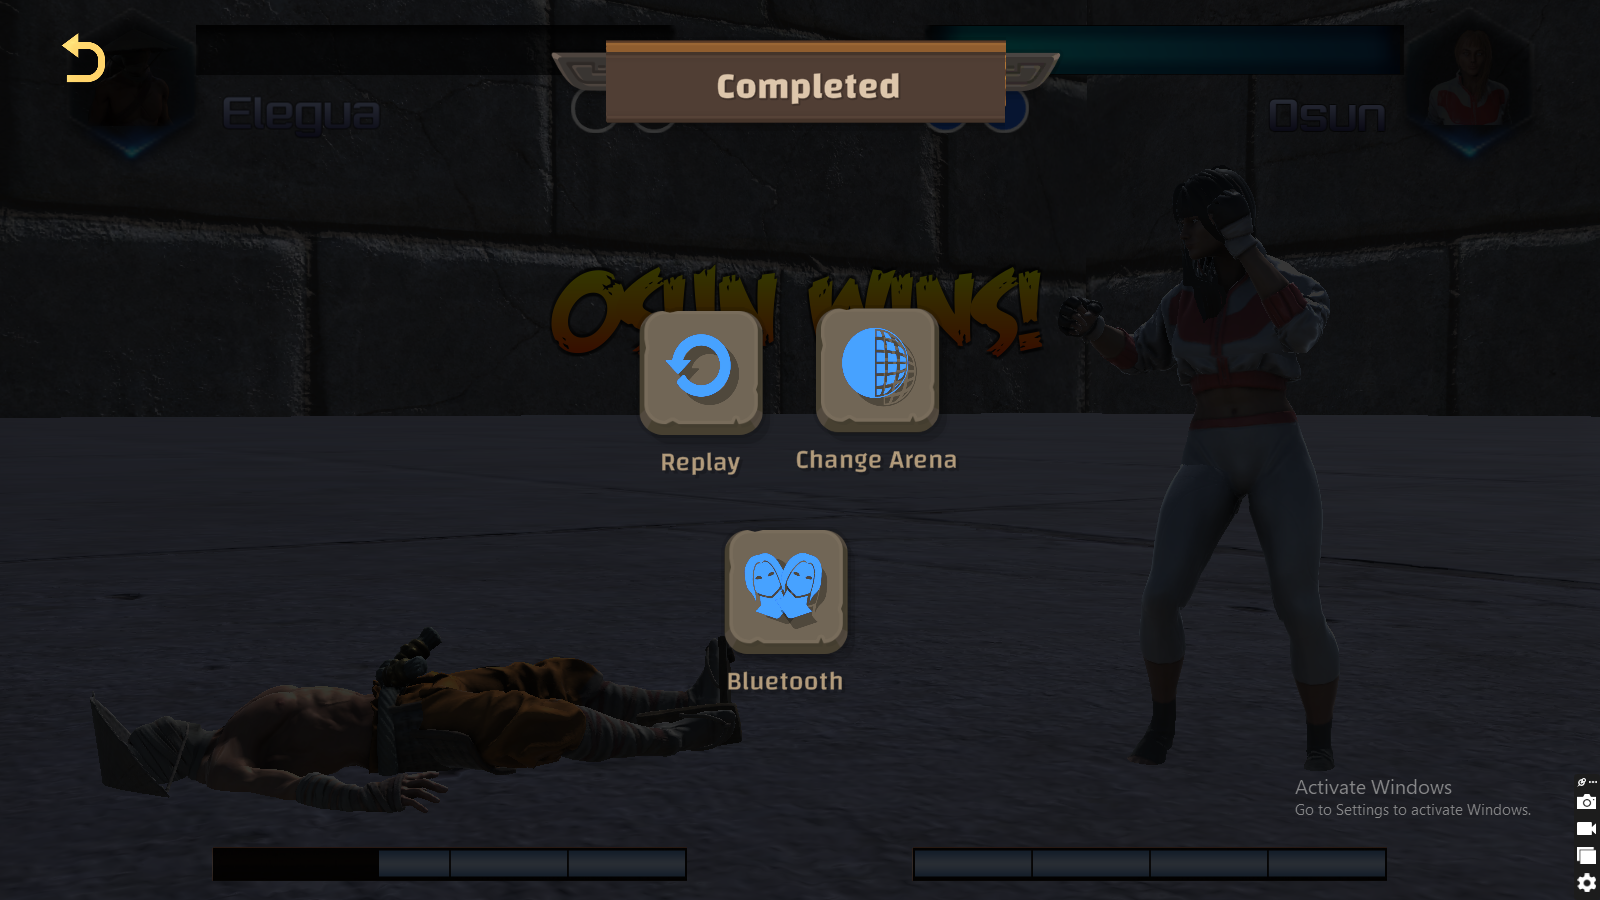 Completed
Elegua
Osun
OSUN WINS!
Replay
Change Arena
Bluetooth
Activate Windows
Go to Settings to activate Windows.